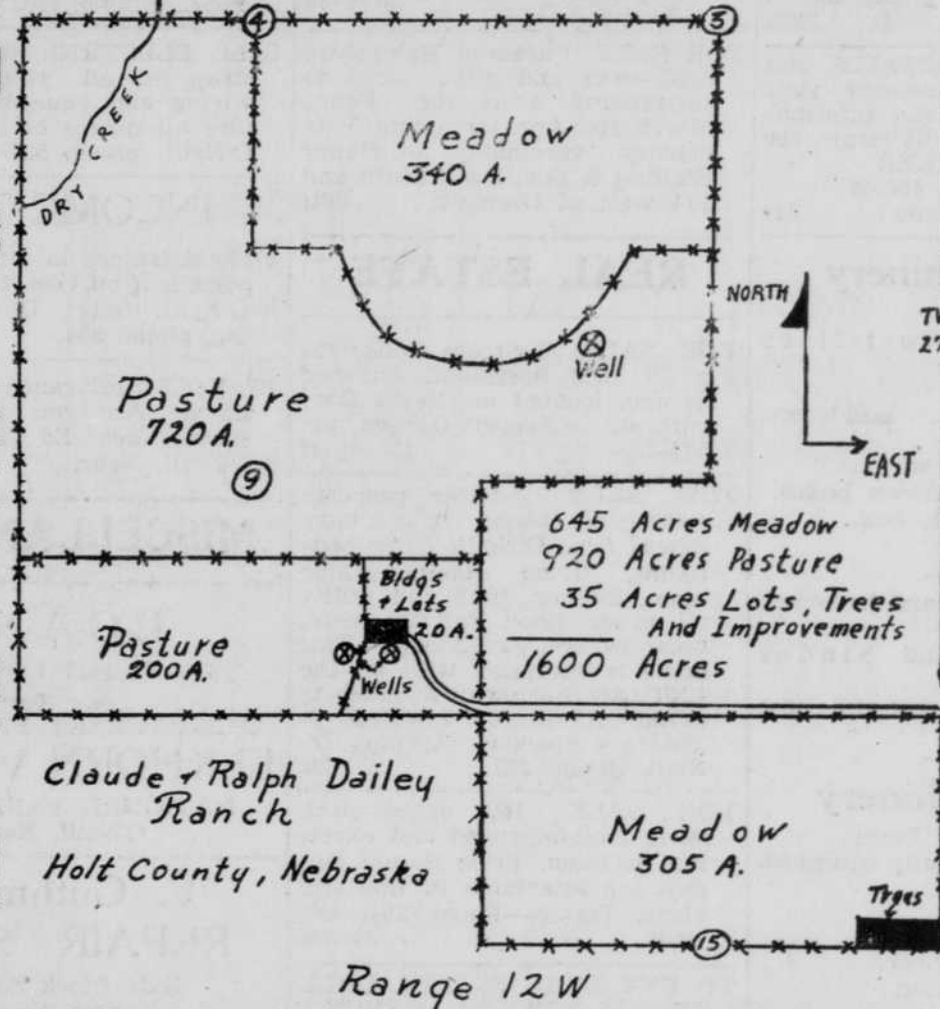 ④
③
DRY CREEK
Meadow
340 A.
NORTH
EAST
Well
Pasture
720 A.
⑨
645 Acres Meadow
920 Acres Pasture
35 Acres Lots, Trees
And Improvements
1600 Acres
Bldgs
+ Lots
20 A.
Pasture
200 A.
Wells
Claude + Ralph Dailey
Ranch
Holt County, Nebraska
Meadow
305 A.
Trees
⑮
Range 12 W